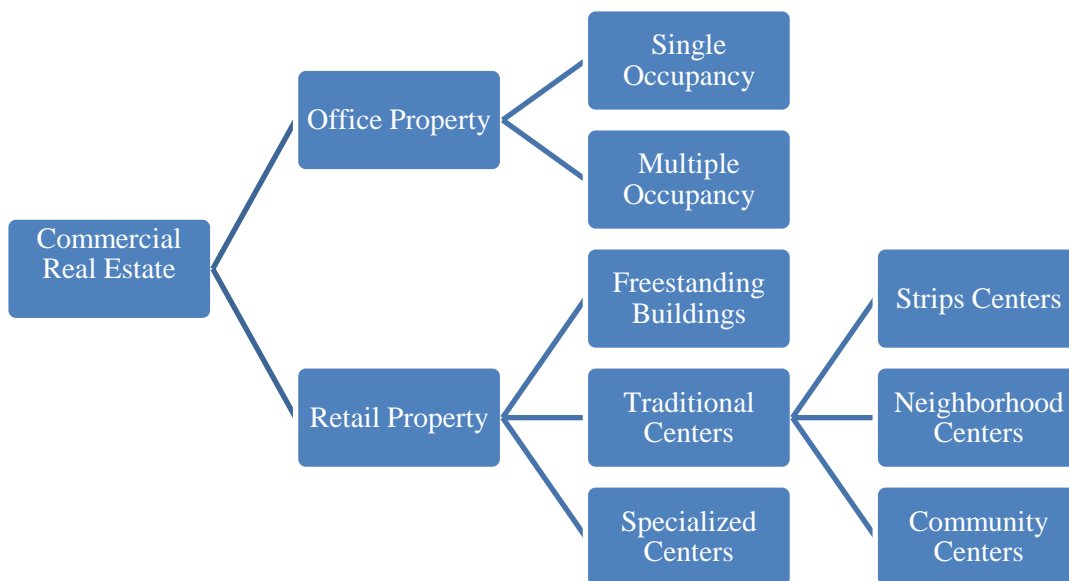 Commercial
Real Estate
Office Property
Single
Occupancy
Multiple
Occupancy
Retail Property
Freestanding
Buildings
Traditional
Centers
Strips Centers
Neighborhood
Centers
Community
Centers
Specialized
Centers